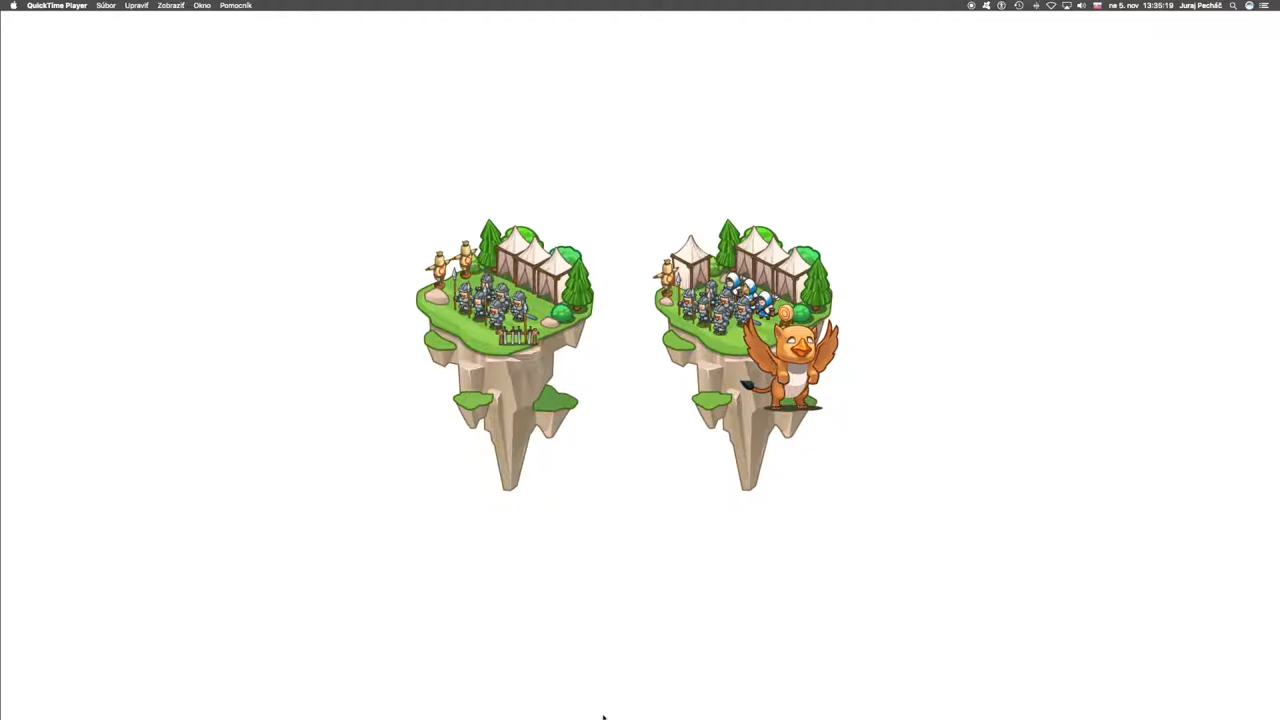 QuickTime Player Súbor Upraviť Zobraziť Okno Pomocník ne 5. nov 13:35:19 Juraj Pecháč